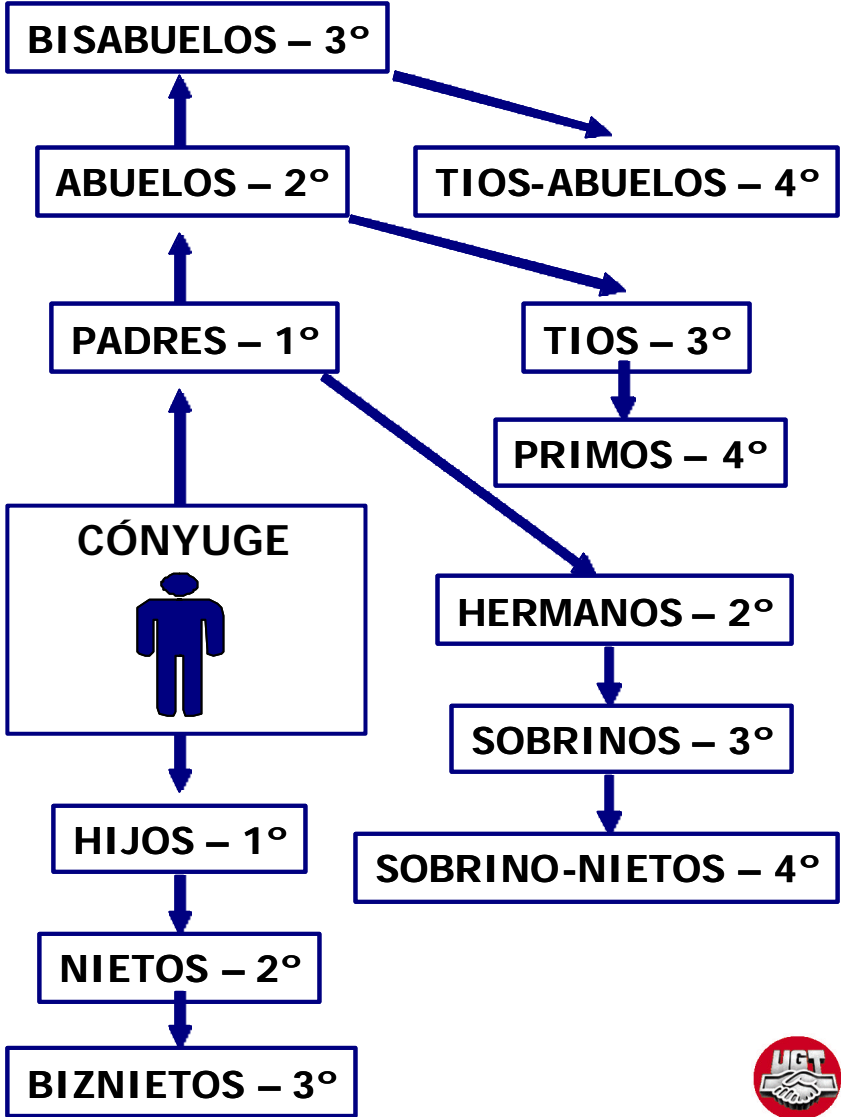 BISABUELOS – 3º
ABUELOS – 2º
TIOS-ABUELOS – 4º
PADRES – 1º
TIOS – 3º
PRIMOS – 4º
CÓNYUGE
HERMANOS – 2º
SOBRINOS – 3º
HIJOS – 1º
SOBRINO-NIETOS – 4º
NIETOS – 2º
BIZNIETOS – 3º
UGT